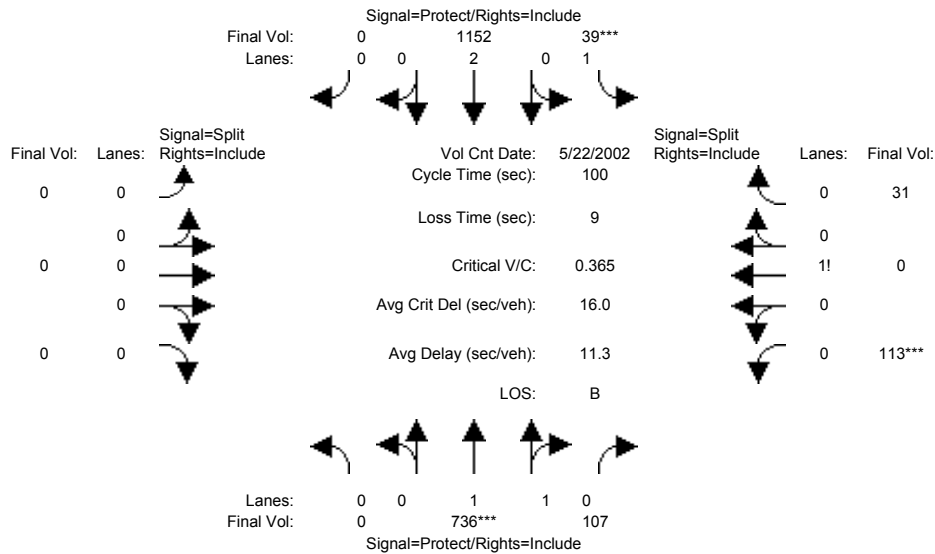 Signal=Protect/Rights=Include
Final Vol: 0 1152 39***
Lanes: 0 0 2 0 1
Signal=Split Signal=Split
Final Vol: Lanes: Rights=Include Vol Cnt Date: 5/22/2002 Rights=Include Lanes: Final Vol:
Cycle Time (sec): 100
0 0 0 31
Loss Time (sec): 9
0 0
0 0 Critical V/C: 0.365 1! 0
0 Avg Crit Del (sec/veh): 16.0 0
0 0 Avg Delay (sec/veh): 11.3 0 113***
LOS: B
Lanes: 0 0 1 1 0
Final Vol: 0 736*** 107
Signal=Protect/Rights=Include